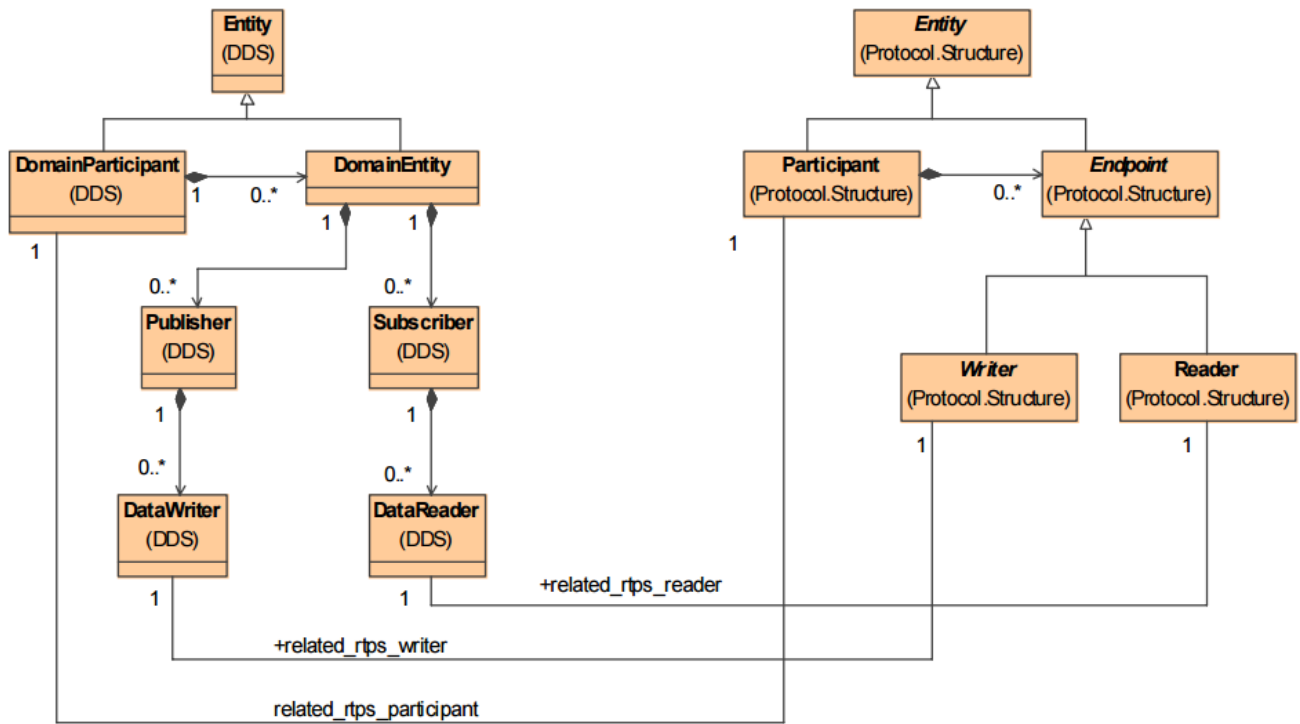 Entity
(DDS)
Entity
(Protocol.Structure)
DomainParticipant
(DDS)
1
0..*
DomainEntity
Participant
(Protocol.Structure)
0..*
Endpoint
(Protocol.Structure)
1
1
1
1
0..*
0..*
Publisher
(DDS)
Subscriber
(DDS)
Writer
(Protocol.Structure)
Reader
(Protocol.Structure)
1
1
1
1
0..*
0..*
DataWriter
(DDS)
DataReader
(DDS)
1
1
+related_rtps_reader
+related_rtps_writer
related_rtps_participant